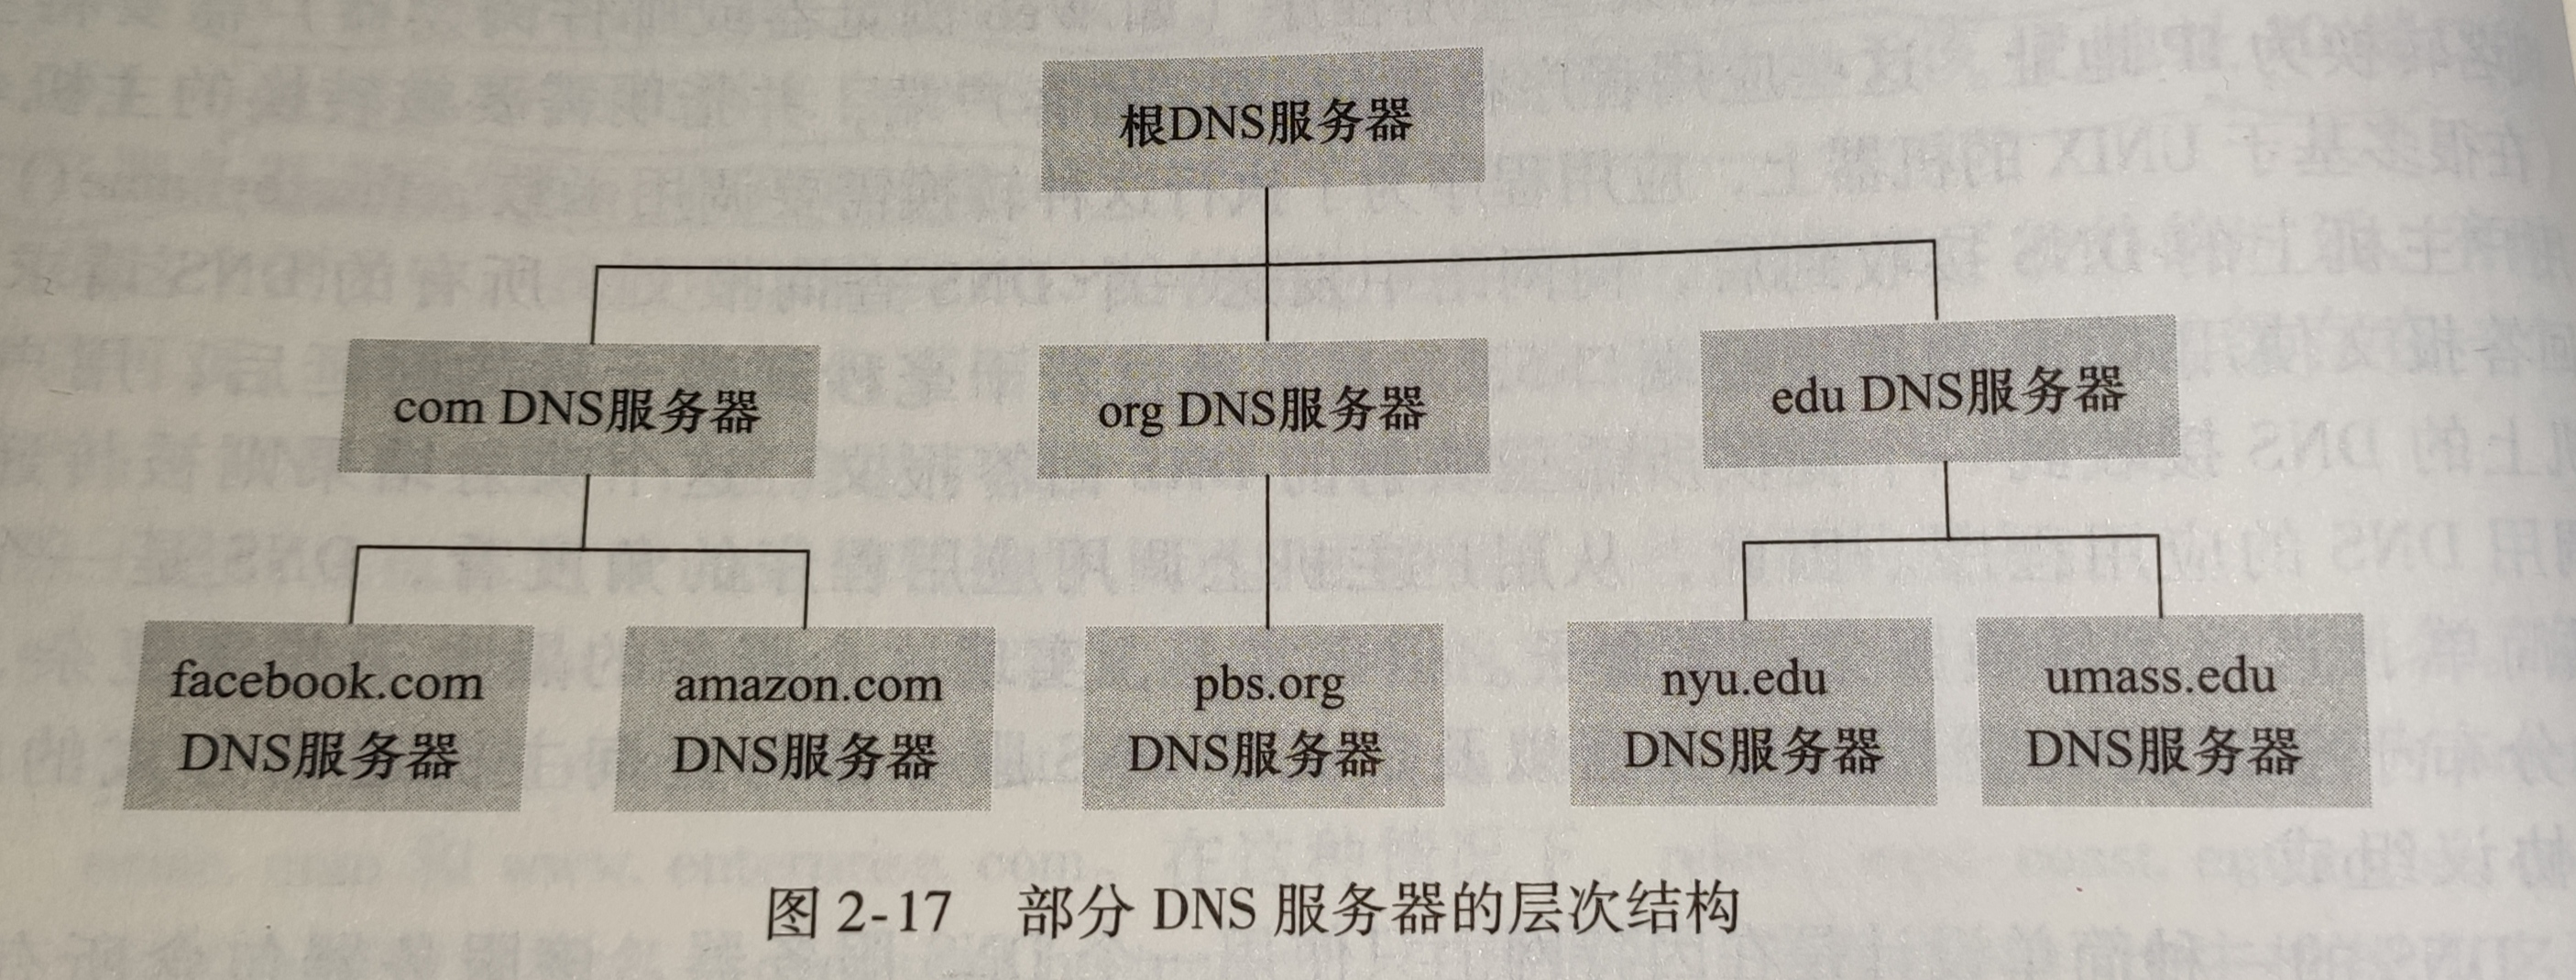 根DNS服务器
com DNS服务器
org DNS服务器
edu DNS服务器
facebook.com
DNS服务器
amazon.com
DNS服务器
pbs.org
DNS服务器
nyu.edu
DNS服务器
umass.edu
DNS服务器
图 2-17 部分 DNS 服务器的层次结构